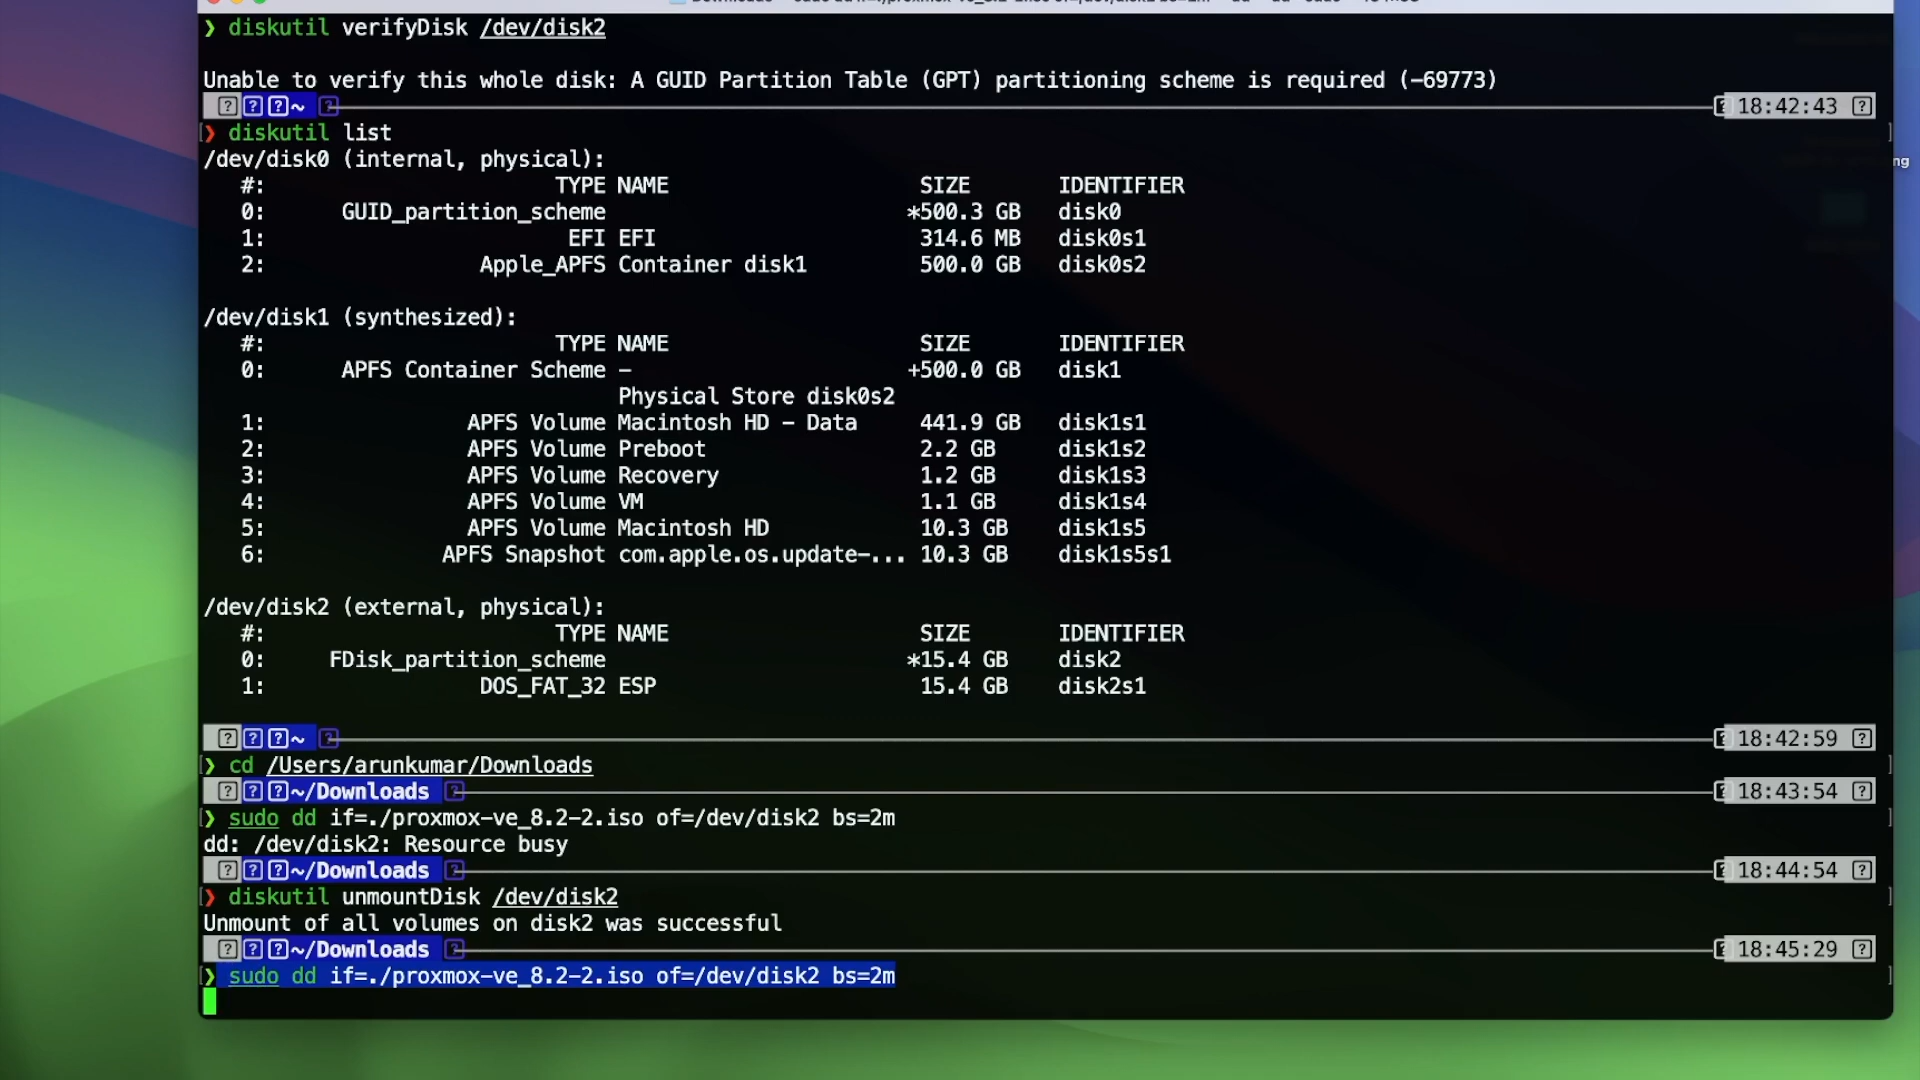 ❯ diskutil verifyDisk /dev/disk2
Unable to verify this whole disk: A GUID Partition Table (GPT) partitioning scheme is required (-69773)
~ 18:42:43
❯ diskutil list
/dev/disk0 (internal, physical):
#: TYPE NAME SIZE IDENTIFIER
0: GUID_partition_scheme *500.3 GB disk0
1: EFI EFI 314.6 MB disk0s1
2: Apple_APFS Container disk1 500.0 GB disk0s2
/dev/disk1 (synthesized):
#: TYPE NAME SIZE IDENTIFIER
0: APFS Container Scheme - +500.0 GB disk1
Physical Store disk0s2
1: APFS Volume Macintosh HD - Data 441.9 GB disk1s1
2: APFS Volume Preboot 2.2 GB disk1s2
3: APFS Volume Recovery 1.2 GB disk1s3
4: APFS Volume VM 1.1 GB disk1s4
5: APFS Volume Macintosh HD 10.3 GB disk1s5
6: APFS Snapshot com.apple.os.update-... 10.3 GB disk1s5s1
/dev/disk2 (external, physical):
#: TYPE NAME SIZE IDENTIFIER
0: FDisk_partition_scheme *15.4 GB disk2
1: DOS_FAT_32 ESP 15.4 GB disk2s1
~ 18:42:59
❯ cd /Users/arunkumar/Downloads
~/Downloads 18:43:54
❯ sudo dd if=./proxmox-ve_8.2-2.iso of=/dev/disk2 bs=2m
dd: /dev/disk2: Resource busy
~/Downloads 18:44:54
❯ diskutil unmountDisk /dev/disk2
Unmount of all volumes on disk2 was successful
~/Downloads 18:45:29
❯ sudo dd if=./proxmox-ve_8.2-2.iso of=/dev/disk2 bs=2m
ng